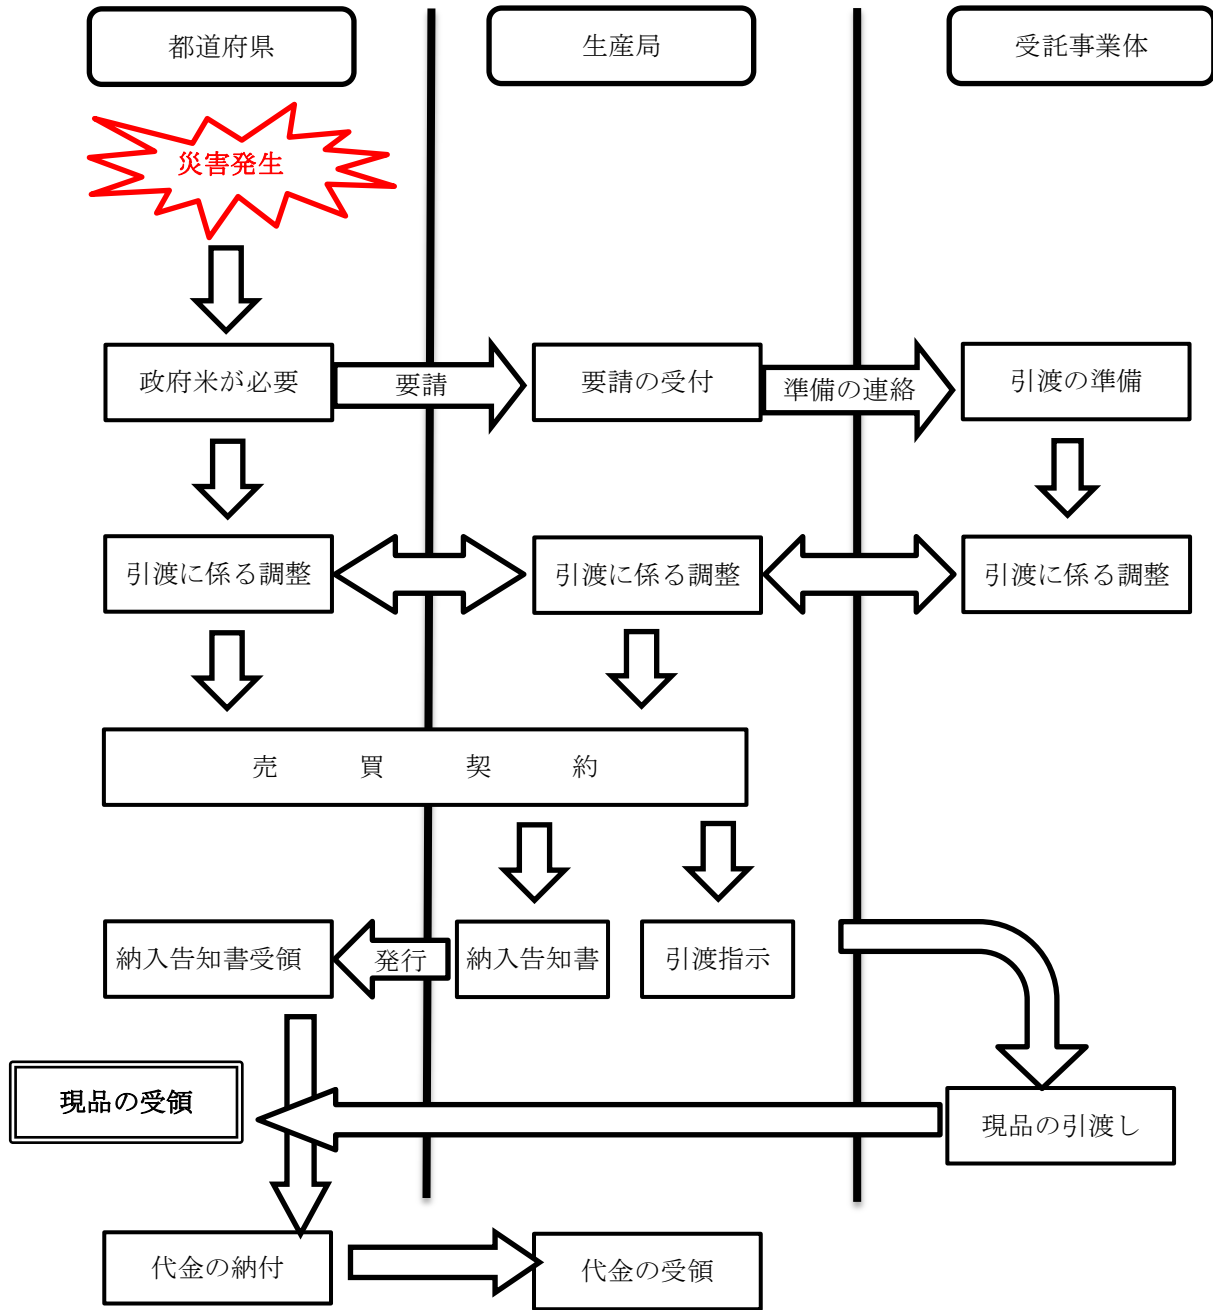 都道府県
生産局
受託事業体
災害発生
政府米が必要
要請
要請の受付
準備の連絡
引渡の準備
引渡に係る調整
引渡に係る調整
引渡に係る調整
売買契約
納入告知書受領
発行
納入告知書
引渡指示
現品の受領
現品の引渡し
代金の納付
代金の受領